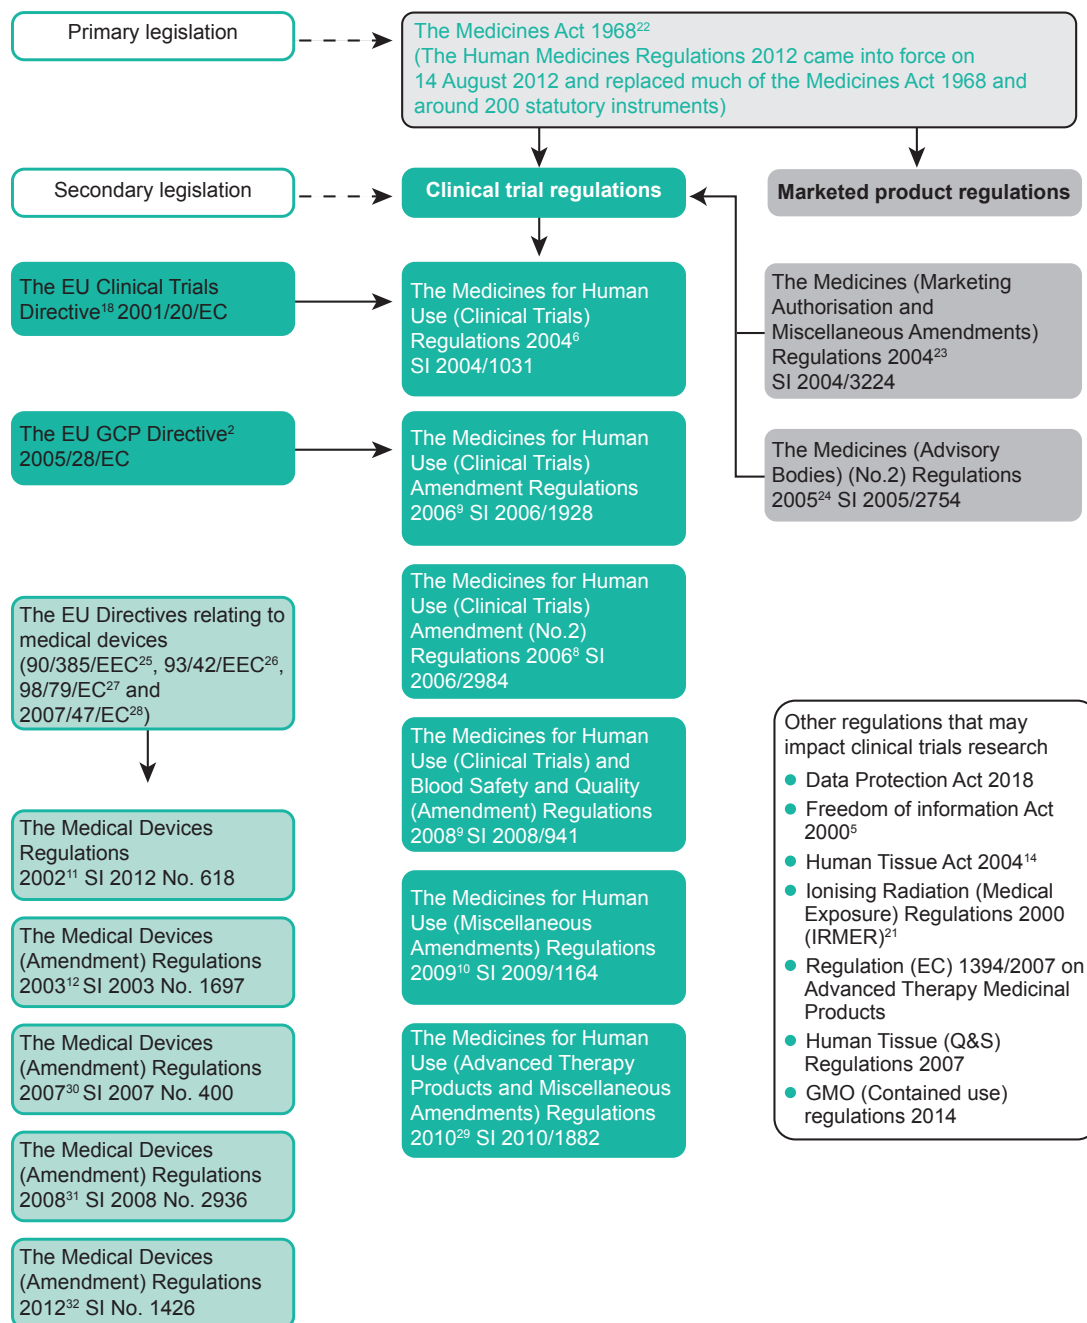 Primary legislation
The Medicines Act 1968²²
(The Human Medicines Regulations 2012 came into force on
14 August 2012 and replaced much of the Medicines Act 1968 and
around 200 statutory instruments)
Secondary legislation
Clinical trial regulations
Marketed product regulations
The EU Clinical Trials
Directive¹⁸ 2001/20/EC
The Medicines for Human
Use (Clinical Trials)
Regulations 2004⁶
SI 2004/1031
The Medicines (Marketing
Authorisation and
Miscellaneous Amendments)
Regulations 2004²³
SI 2004/3224
The EU GCP Directive²
2005/28/EC
The Medicines for Human
Use (Clinical Trials)
Amendment Regulations
2006⁹ SI 2006/1928
The Medicines (Advisory
Bodies) (No.2) Regulations
2005²⁴ SI 2005/2754
The Medicines for Human
Use (Clinical Trials)
Amendment (No.2)
Regulations 2006⁸ SI
2006/2984
The EU Directives relating to
medical devices
(90/385/EEC²⁵, 93/42/EEC²⁶,
98/79/EC²⁷ and
2007/47/EC²⁸)
The Medicines for Human
Use (Clinical Trials) and
Blood Safety and Quality
(Amendment) Regulations
2008⁹ SI 2008/941
The Medical Devices
Regulations
2002¹¹ SI 2012 No. 618
The Medicines for Human
Use (Miscellaneous
Amendments) Regulations
2009¹⁰ SI 2009/1164
The Medical Devices
(Amendment) Regulations
2003¹² SI 2003 No. 1697
The Medical Devices
(Amendment) Regulations
2007³⁰ SI 2007 No. 400
The Medicines for Human
Use (Advanced Therapy
Products and Miscellaneous
Amendments) Regulations
2010²⁹ SI 2010/1882
The Medical Devices
(Amendment) Regulations
2008³¹ SI 2008 No. 2936
The Medical Devices
(Amendment) Regulations
2012³² SI No. 1426
Other regulations that may
impact clinical trials research
● Data Protection Act 2018
● Freedom of information Act
2000⁵
● Human Tissue Act 2004¹⁴
● Ionising Radiation (Medical
Exposure) Regulations 2000
(IRMER)²¹
● Regulation (EC) 1394/2007 on
Advanced Therapy Medicinal
Products
● Human Tissue (Q&S)
Regulations 2007
● GMO (Contained use)
regulations 2014